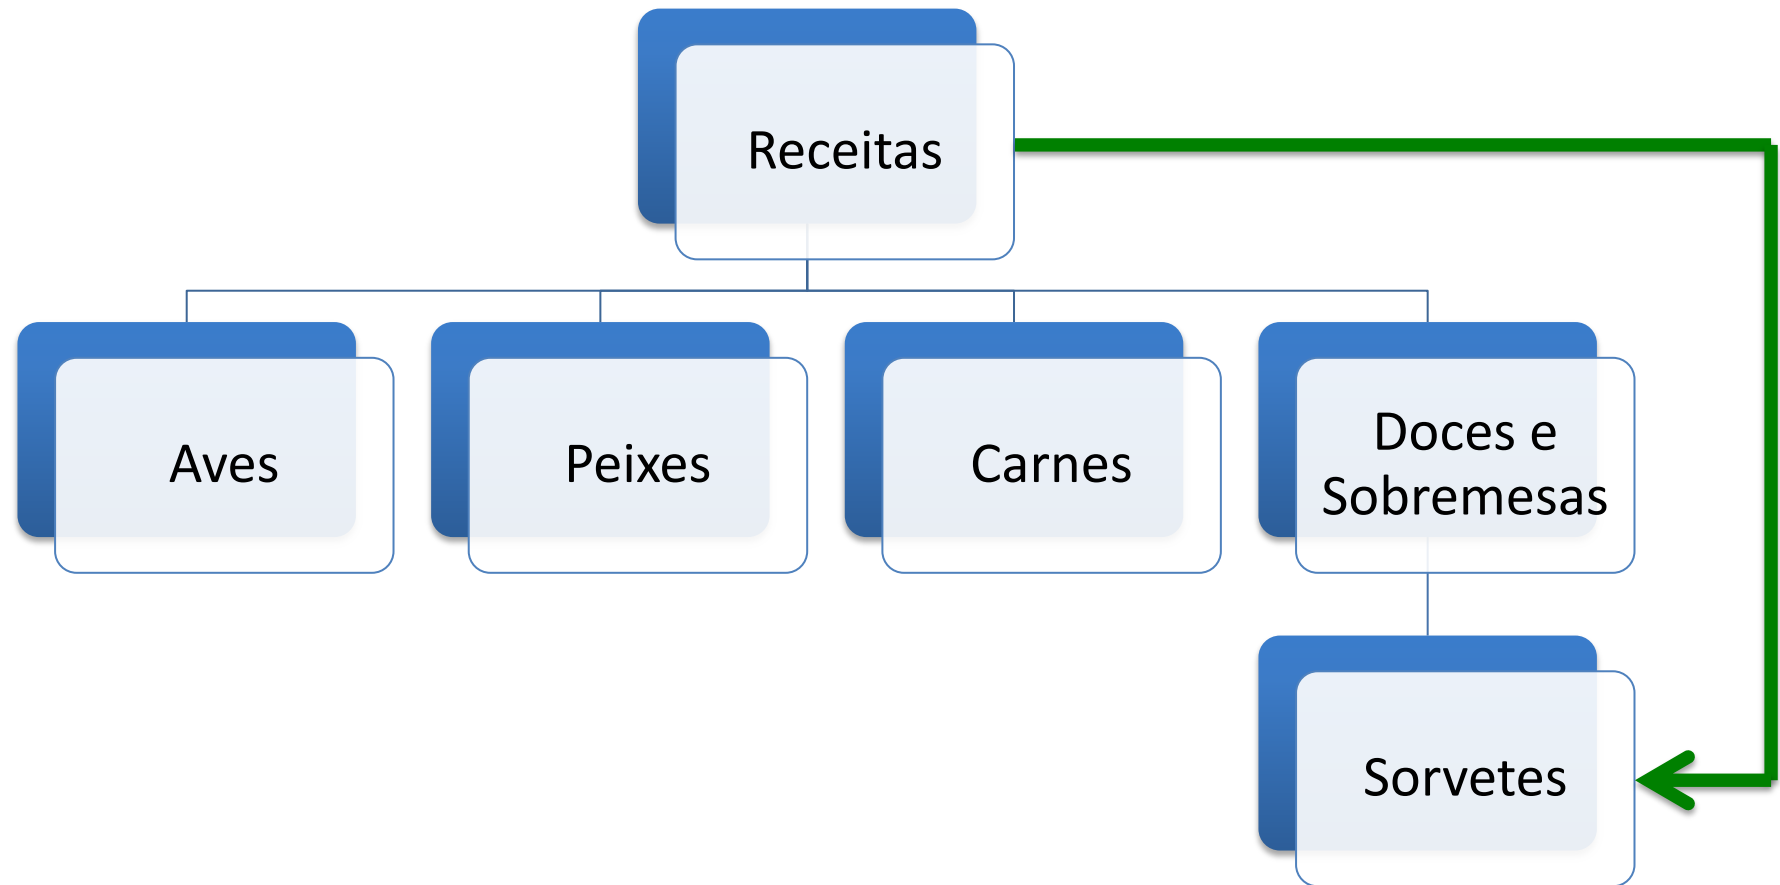 Receitas
Aves
Peixes
Carnes
Doces e
Sobremesas
Sorvetes